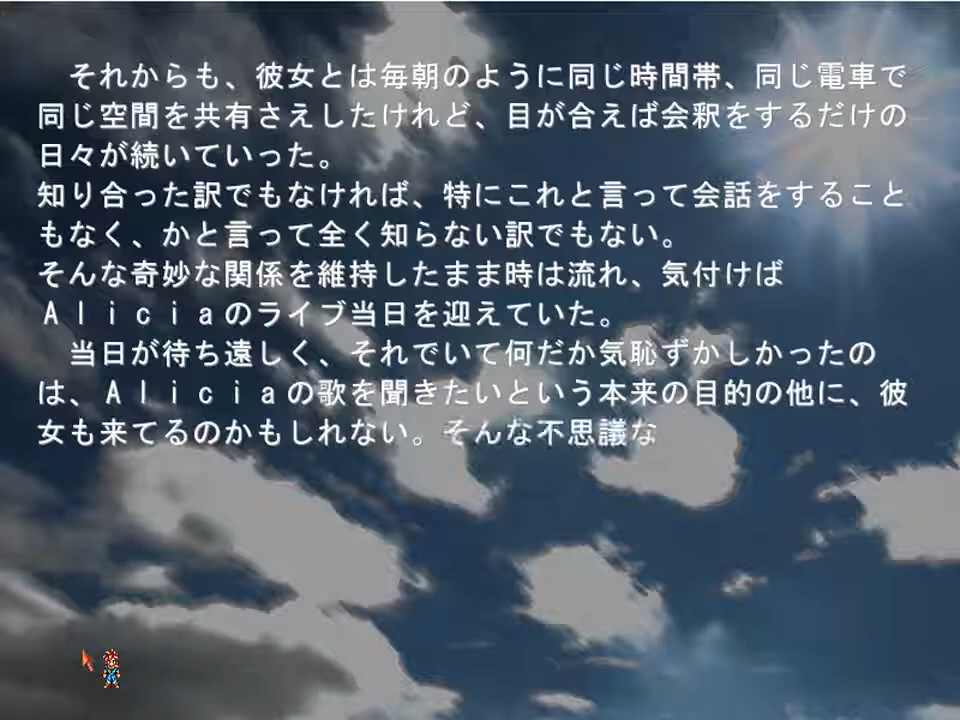 それからも、彼女とは毎朝のように同じ時間帯、同じ電車で
同じ空間を共有さえしたけれど、目が合えば会釈をするだけの
日々が続いていった。
知り合った訳でもなければ、特にこれと言って会話をすること
もなく、かと言って全く知らない訳でもない。
そんな奇妙な関係を維持したまま時は流れ、気付けば
Ａｌｉｃｉａのライブ当日を迎えていた。
当日が待ち遠しく、それでいて何だか気恥ずかしかったの
は、Ａｌｉｃｉａの歌を聞きたいという本来の目的の他に、彼
女も来てるのかもしれない。そんな不思議な